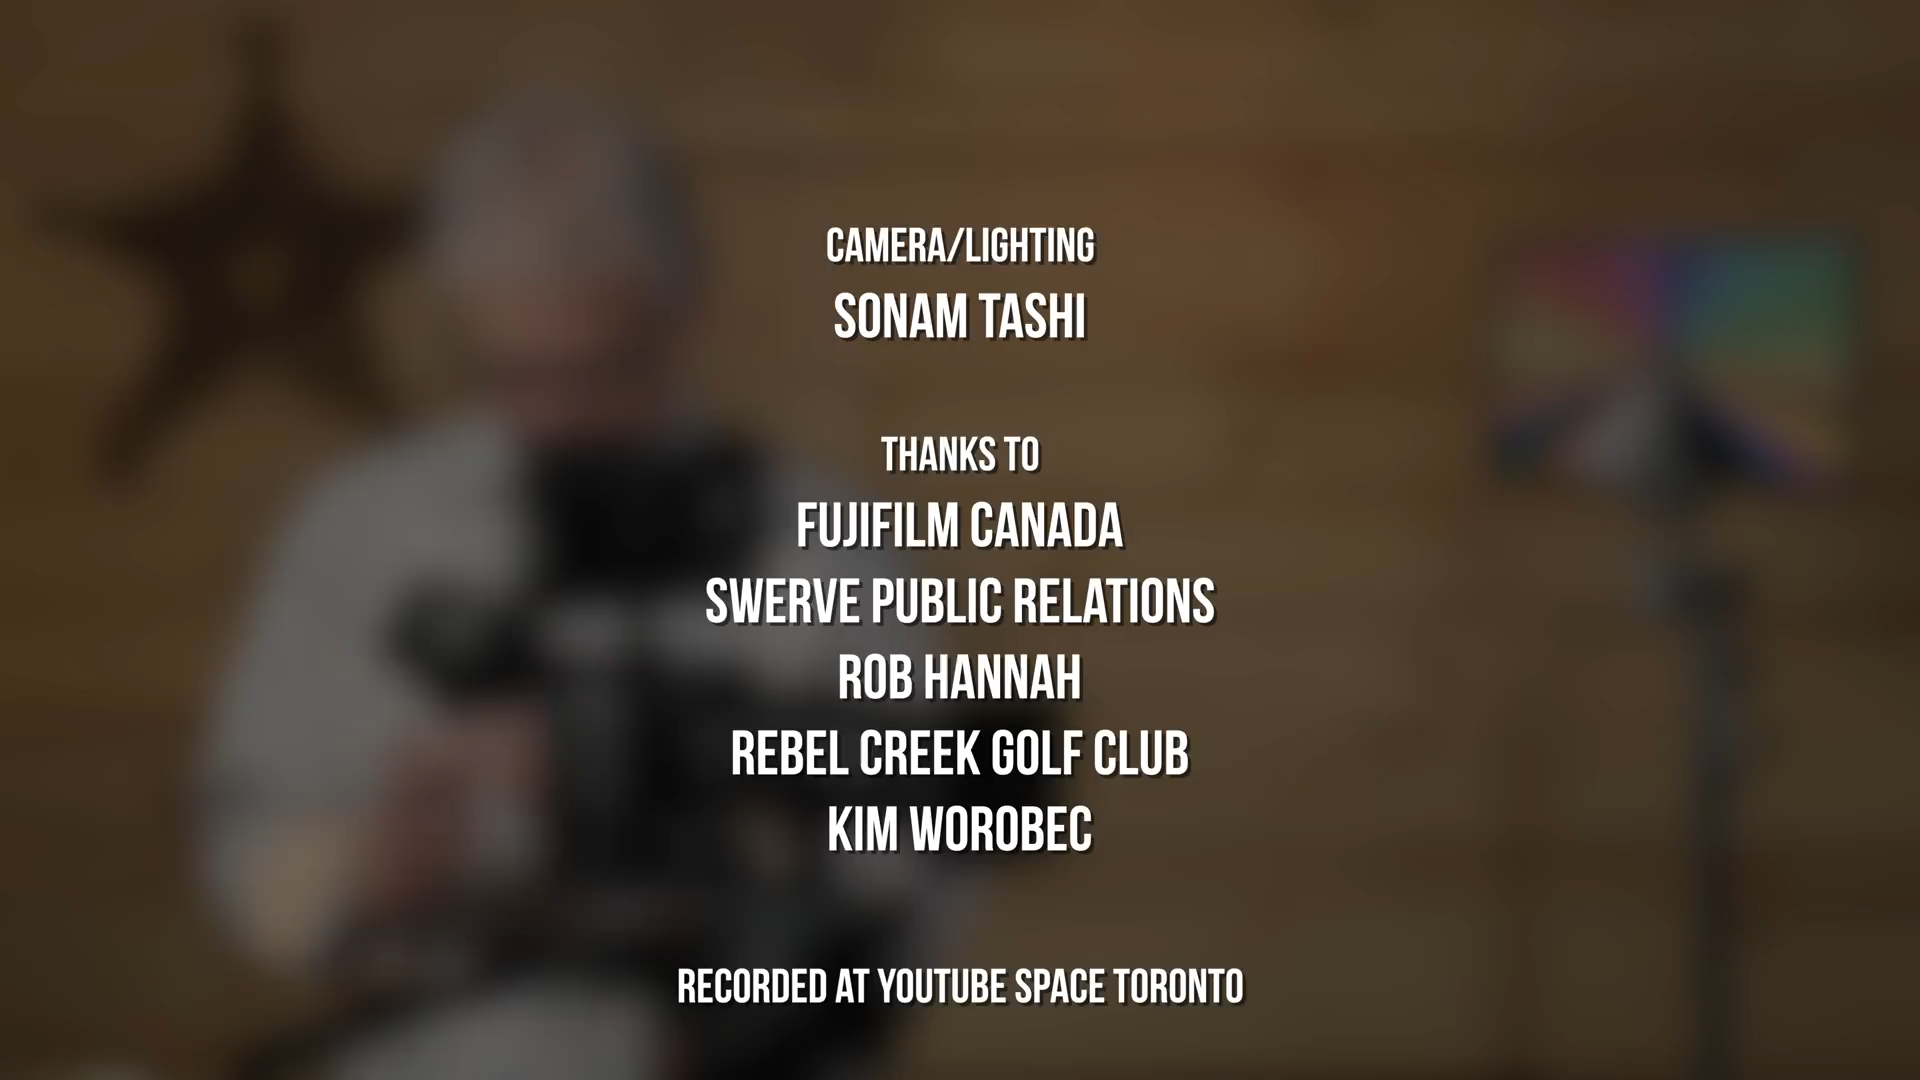 CAMERA/LIGHTING
SONAM TASHI
THANKS TO
FUJIFILM CANADA
SWERVE PUBLIC RELATIONS
ROB HANNAH
REBEL CREEK GOLF CLUB
KIM WOROBEC
RECORDED AT YOUTUBE SPACE TORONTO